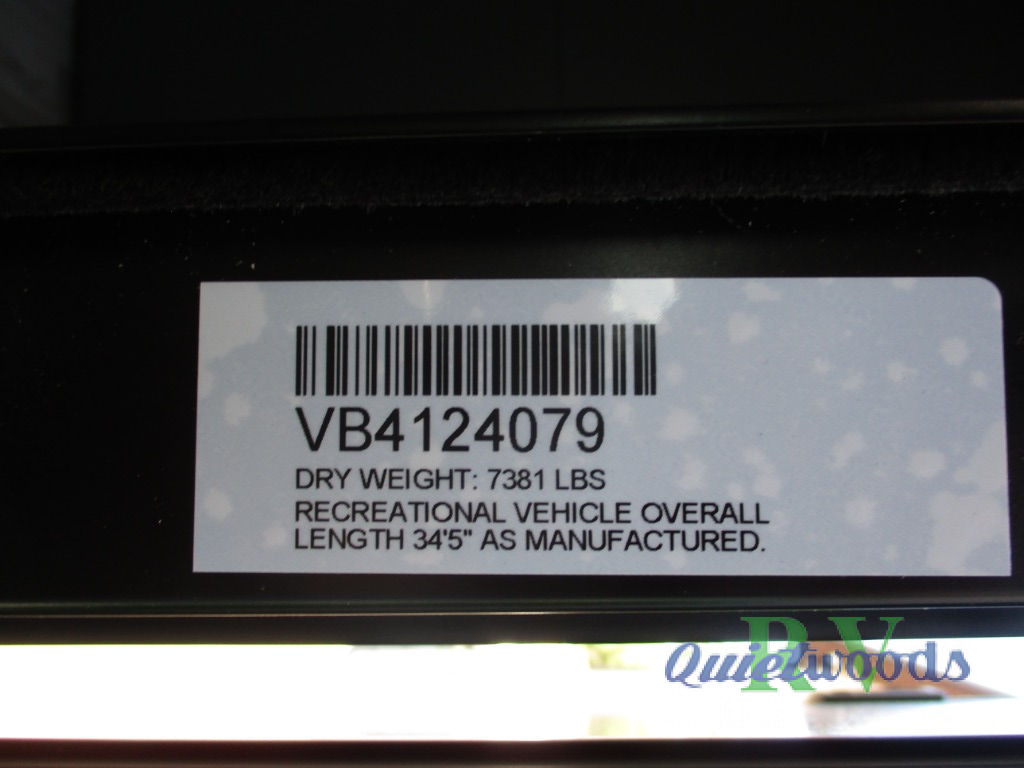 VB4124079
DRY WEIGHT: 7381 LBS
RECREATIONAL VEHICLE OVERALL
LENGTH 34'5" AS MANUFACTURED.
RV
Quietwoods